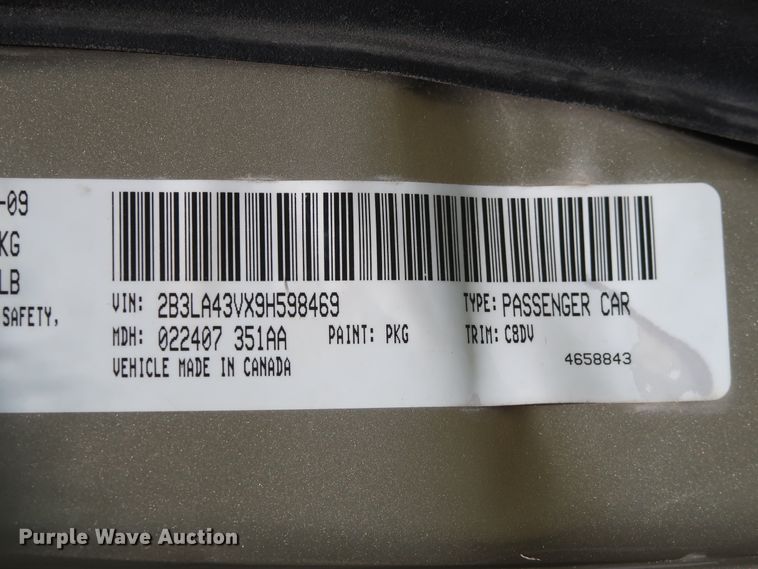 -09
KG
LB
SAFETY,
VIN: 2B3LA43VX9H598469 TYPE: PASSENGER CAR
MDH: 022407 351AA PAINT: PKG TRIM: C8DV
VEHICLE MADE IN CANADA 4658843
Purple Wave Auction